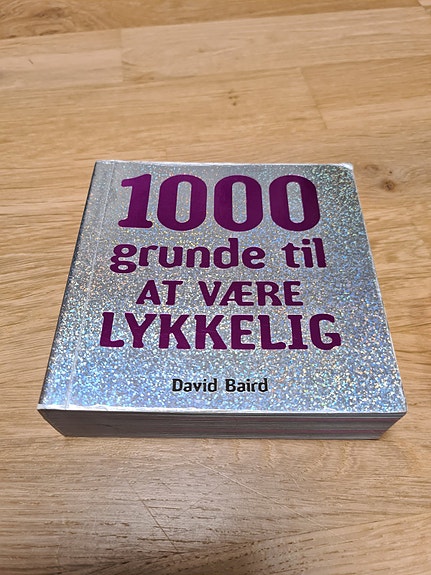 1000
grunde til
AT VÆRE
LYKKELIG
David Baird